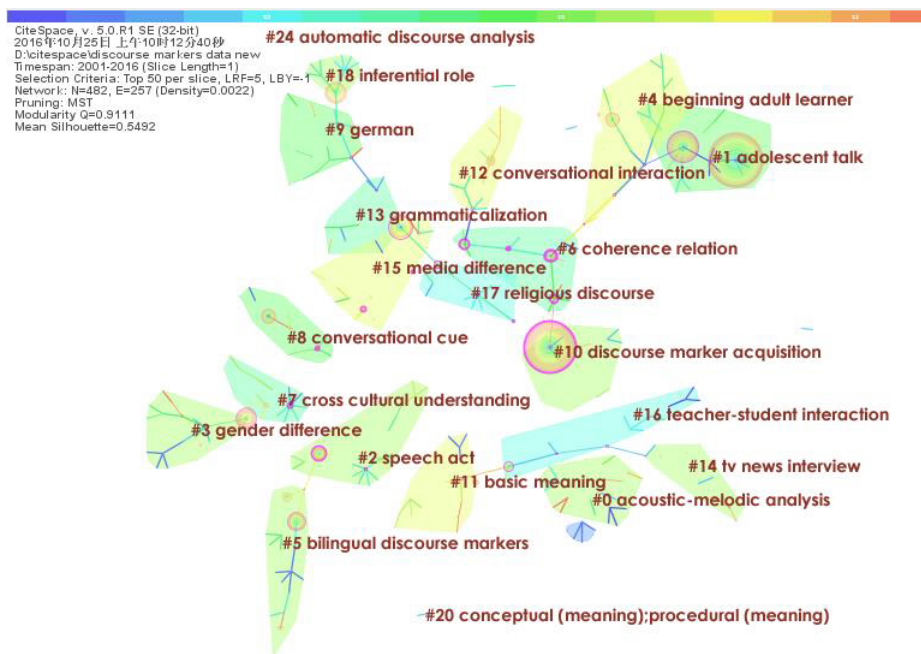 CiteSpace, v. 5.0.R1 SE (32-bit)
2016年10月25日 上午10时12分40秒
D:\citespace\discourse markers data new
Timespan: 2001-2016 (Slice Length=1)
Selection Criteria: Top 50 per slice, LRF=5, LBY=-1
Network: N=482, E=257 (Density=0.0022)
Pruning: MST
Modularity Q=0.9111
Mean Silhouette=0.5492
#24 automatic discourse analysis
#18 inferential role
#4 beginning adult learner
#9 german
#1 adolescent talk
#12 conversational interaction
#13 grammaticalization
#6 coherence relation
#15 media difference
#17 religious discourse
#8 conversational cue
#10 discourse marker acquisition
#7 cross cultural understanding
#16 teacher-student interaction
#3 gender difference
#2 speech act
#14 tv news interview
#11 basic meaning
#0 acoustic-melodic analysis
#5 bilingual discourse markers
#20 conceptual (meaning);procedural (meaning)